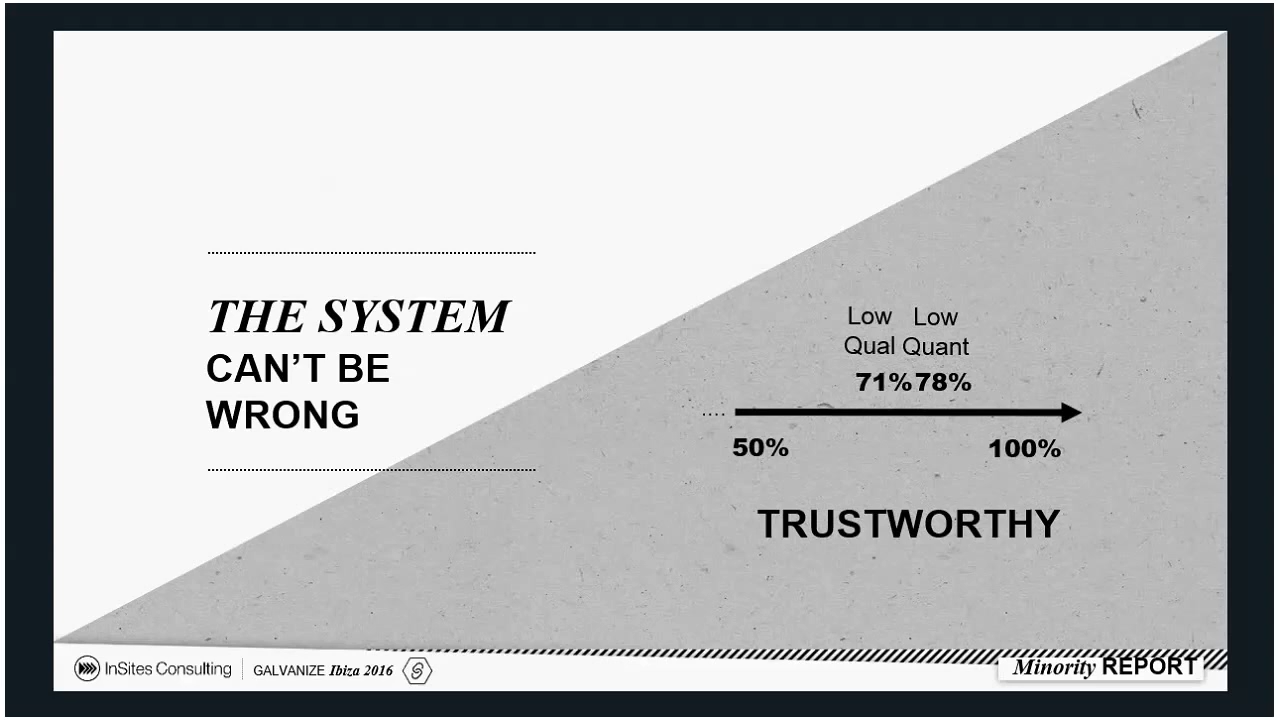 THE SYSTEM
CAN’T BE
WRONG
Low Low
Qual Quant
71% 78%
....
50% 100%
TRUSTWORTHY
InSites Consulting GALVANIZE Ibiza 2016
Minority REPORT